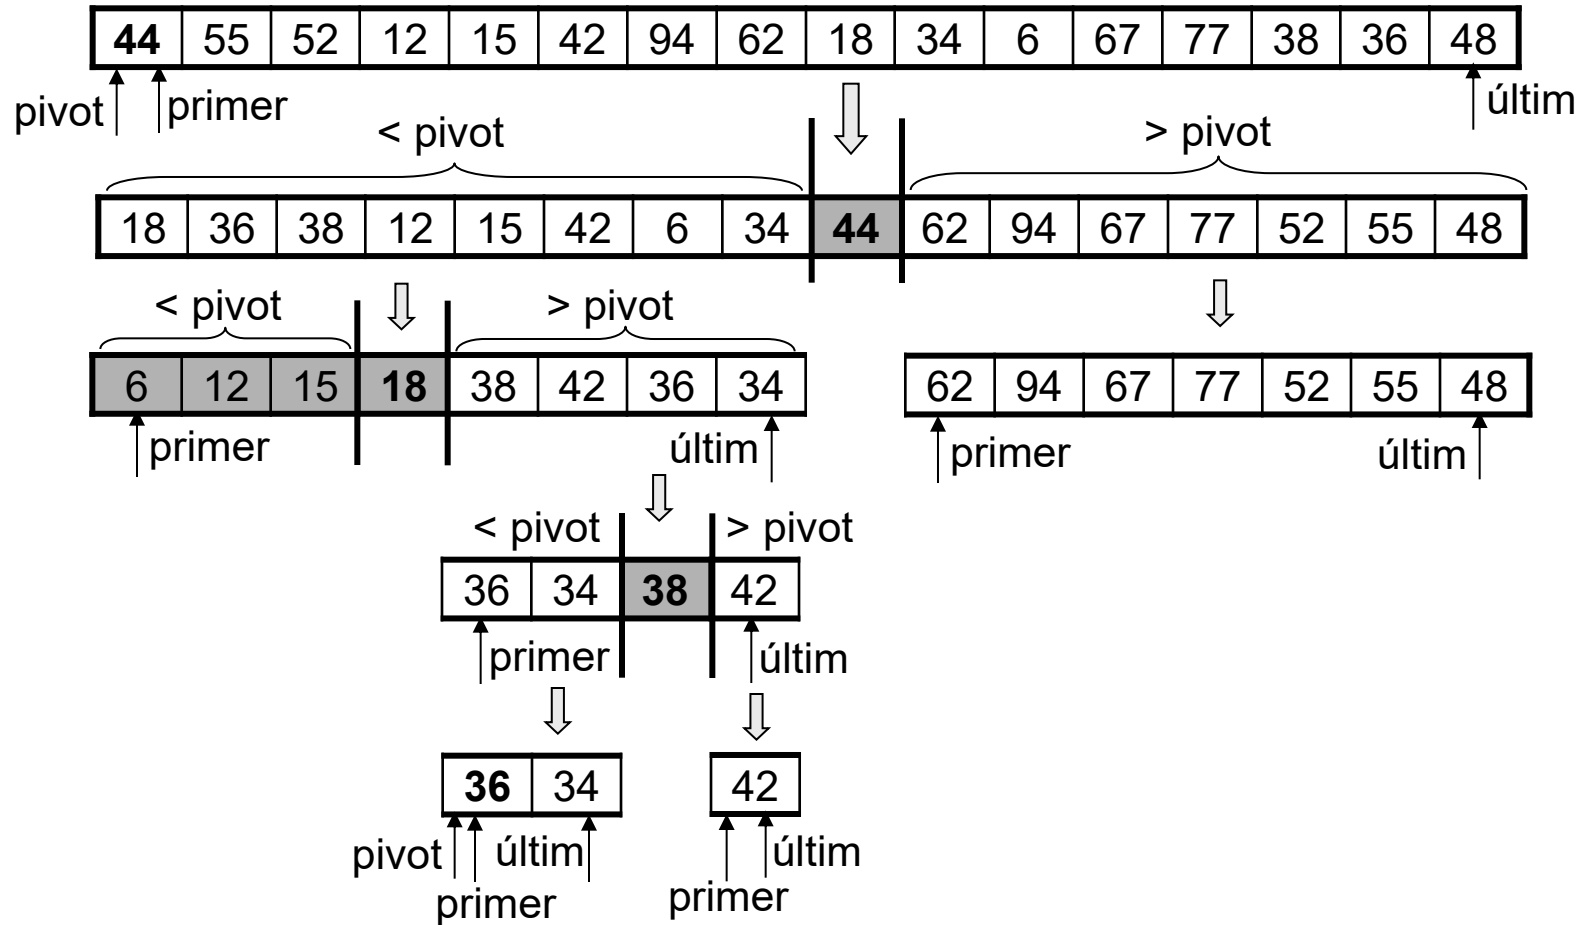 44 55 52 12 15 42 94 62 18 34 6 67 77 38 36 48
pivot primer últim
< pivot > pivot
18 36 38 12 15 42 6 34 44 62 94 67 77 52 55 48
< pivot > pivot
6 12 15 18 38 42 36 34 62 94 67 77 52 55 48
primer últim primer últim
< pivot > pivot
36 34 38 42
primer últim
36 34 42
pivot últim últim
primer primer